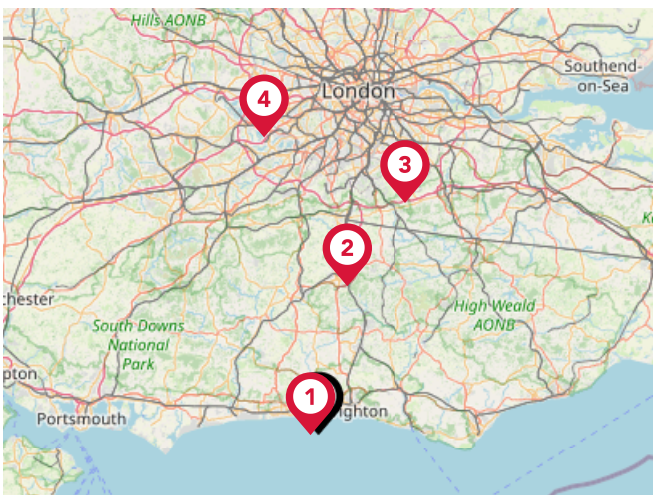 Hills AONB
Southend-
on-Sea
London
4
3
2
chester
High Weald
AONB
South Downs
National
Park
pton
1
ighton
Portsmouth